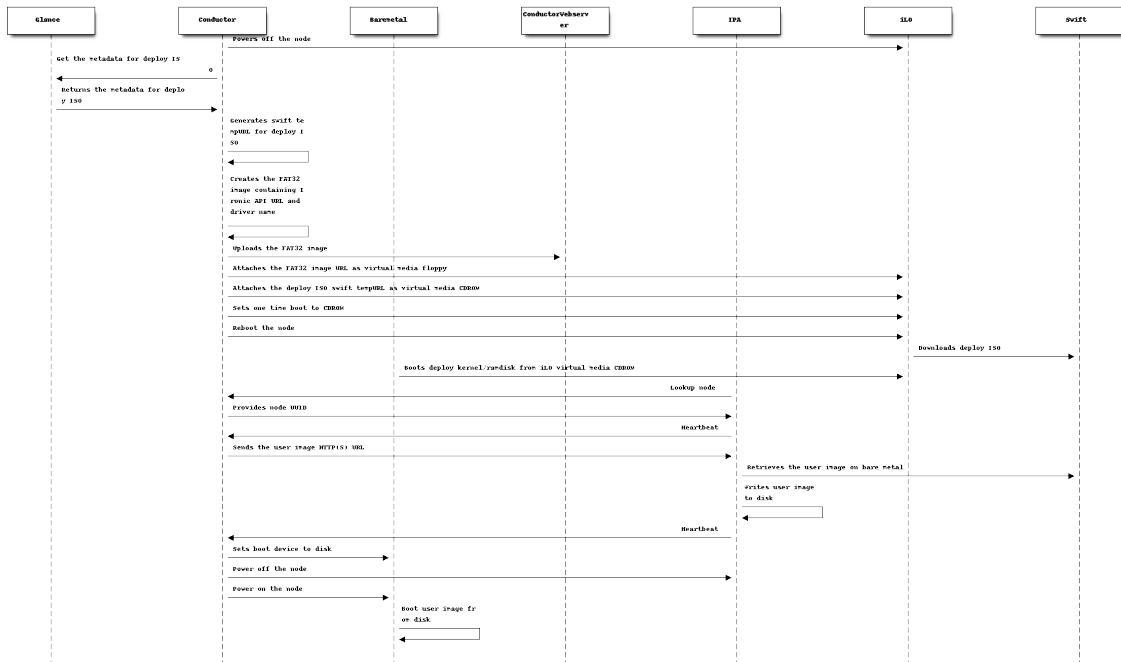 Glance
Conductor
Baremetal
ConductorWebserv
er
IPA
iLO
Swift
Powers off the node
Get the metadata for deploy IS
O
Returns the metadata for deplo
y ISO
Generates swift te
mpURL for deploy I
SO
Creates the FAT32
image containing I
ronic API URL and
driver name
Uploads the FAT32 image
Attaches the FAT32 image URL as virtual media floppy
Attaches the deploy ISO swift tempURL as virtual media CDROM
Sets one time boot to CDROM
Reboot the node
Downloads deploy ISO
Boots deploy kernel/ramdisk from iLO virtual media CDROM
Lookup node
Provides node UUID
Heartbeat
Sends the user image HTTP(S) URL
Retrieves the user image on bare metal
Writes user image
to disk
Heartbeat
Sets boot device to disk
Power off the node
Power on the node
Boot user image fr
om disk